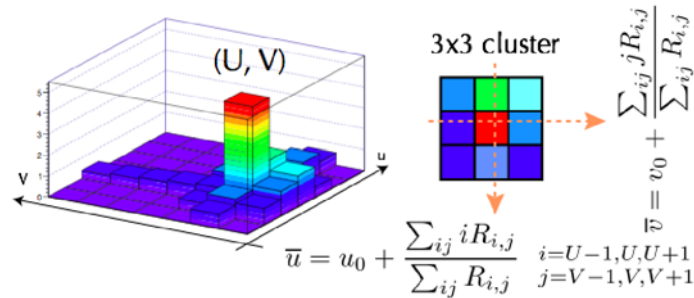 (U, V)
3x3 cluster
5
4
3
2
1
0
V
u
\overline{u} = u_0 + \frac{\sum_{ij} iR_{i,j}}{\sum_{ij} R_{i,j}}
\overline{v} = v_0 + \frac{\sum_{ij} jR_{i,j}}{\sum_{ij} R_{i,j}}
i=U−1,U,U+1
j=V−1,V,V+1